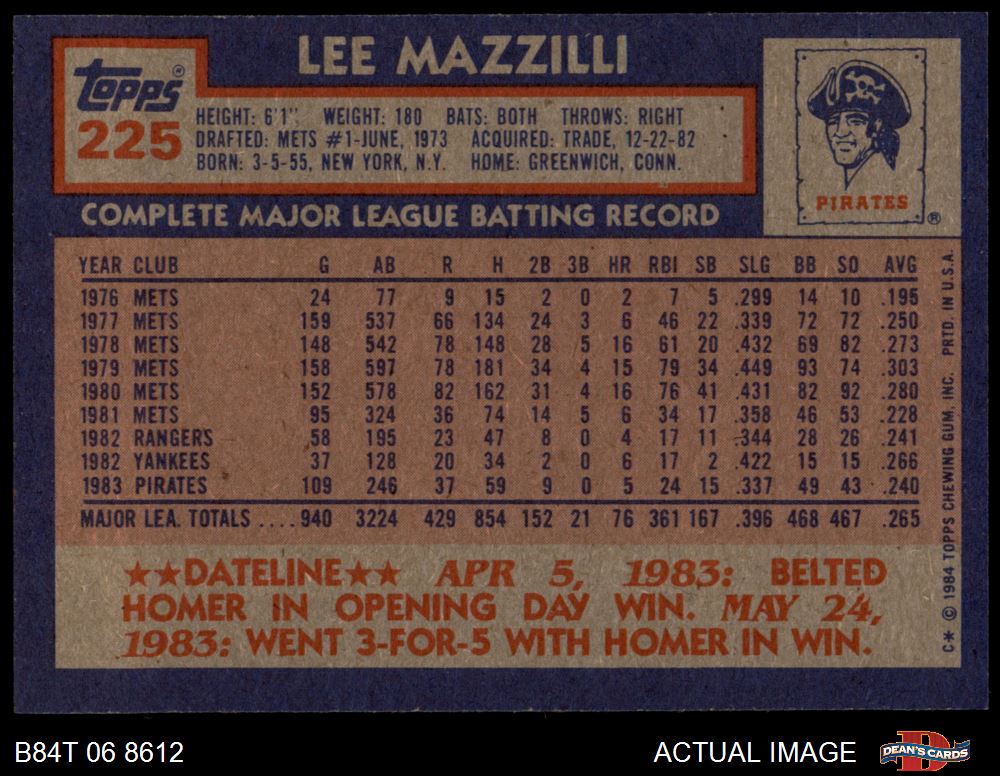 LEE MAZZILLI
topps®
225
HEIGHT: 6'1" WEIGHT: 180 BATS: BOTH THROWS: RIGHT
DRAFTED: METS #1-JUNE, 1973 ACQUIRED: TRADE, 12-22-82
BORN: 3-5-55, NEW YORK, N.Y. HOME: GREENWICH, CONN.
PIRATES ®
COMPLETE MAJOR LEAGUE BATTING RECORD
YEAR CLUB G AB R H 2B 3B HR RBI SB SLG BB SO AVG
1976 METS 24 77 9 15 2 0 2 7 5 .299 14 10 .195
1977 METS 159 537 66 134 24 3 6 46 22 .339 72 72 .250
1978 METS 148 542 78 148 28 5 16 61 20 .432 69 82 .273
1979 METS 158 597 78 181 34 4 15 79 34 .449 93 74 .303
1980 METS 152 578 82 162 31 4 16 76 41 .431 82 92 .280
1981 METS 95 324 36 74 14 5 6 34 17 .358 46 53 .228
1982 RANGERS 58 195 23 47 8 0 4 17 11 .344 28 26 .241
1982 YANKEES 37 128 20 34 2 0 6 17 2 .422 15 15 .266
1983 PIRATES 109 246 37 59 9 0 5 24 15 .337 49 43 .240
MAJOR LEA. TOTALS ....940 3224 429 854 152 21 76 361 167 .396 468 467 .265
★★DATELINE★★ APR 5, 1983: BELTED
HOMER IN OPENING DAY WIN. MAY 24,
1983: WENT 3-FOR-5 WITH HOMER IN WIN.
C* © 1984 TOPPS CHEWING GUM, INC. PRTD. IN U.S.A.
B84T 06 8612
ACTUAL IMAGE
DEAN'S CARDS